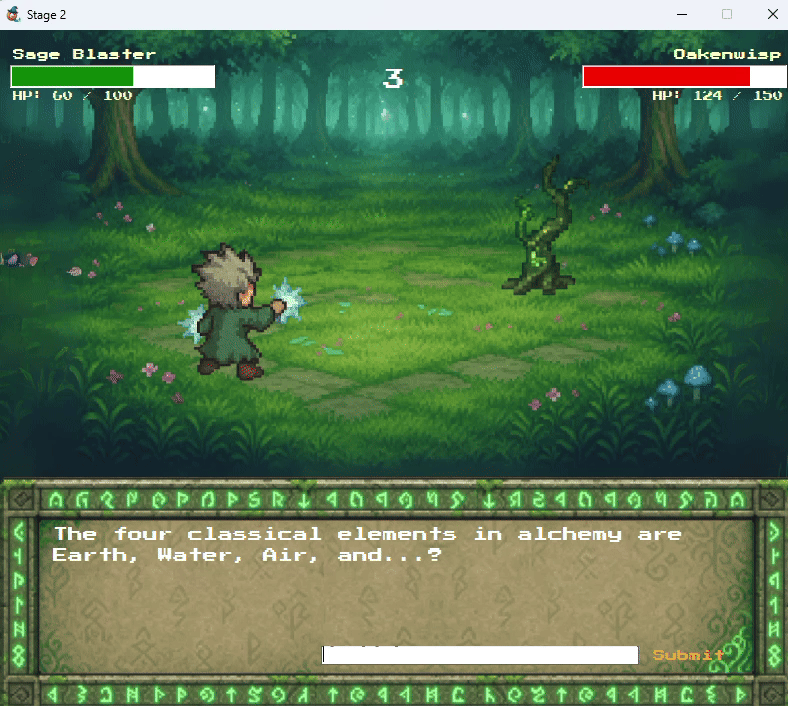 Stage 2
Sage Blaster
Oakenwisp
3
HP: 60 / 100
HP: 124 / 150
The four classical elements in alchemy are
Earth, Water, Air, and...?
Submit